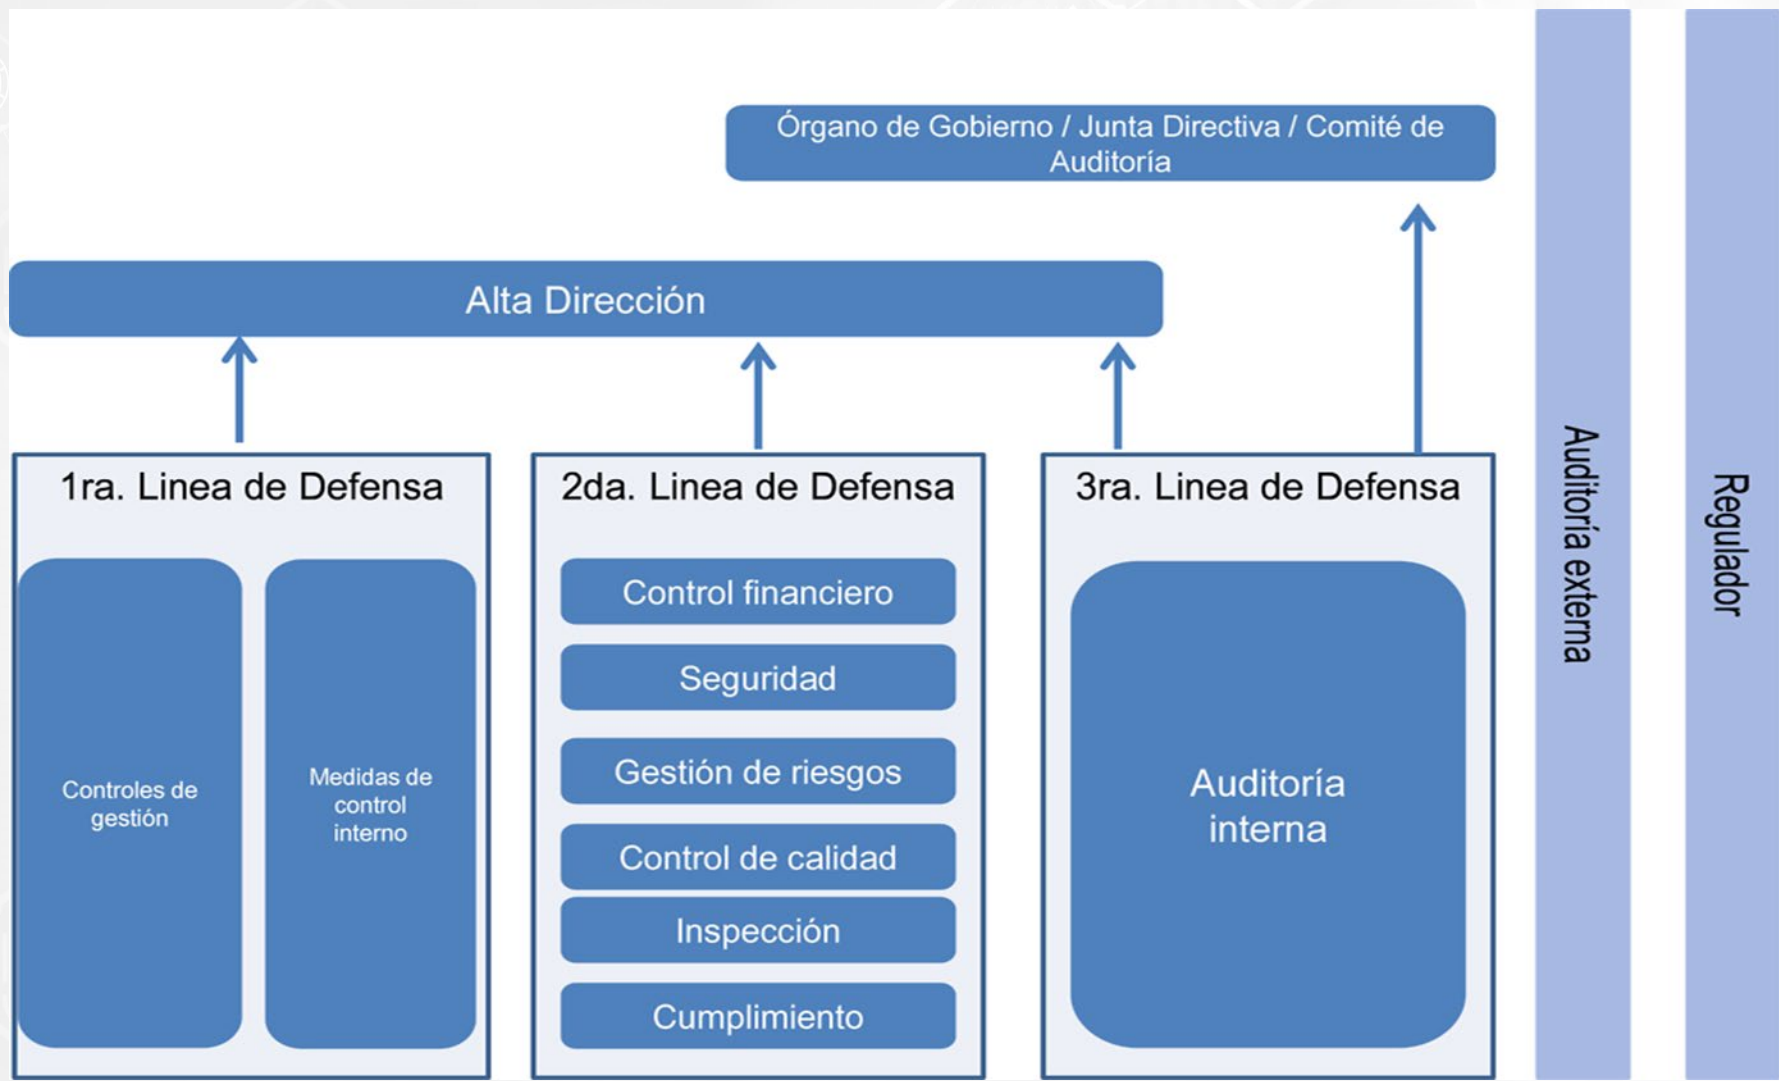 Órgano de Gobierno / Junta Directiva / Comité de
Auditoría
Alta Dirección
1ra. Linea de Defensa
Controles de
gestión
Medidas de
control
interno
2da. Linea de Defensa
Control financiero
Seguridad
Gestión de riesgos
Control de calidad
Inspección
Cumplimiento
3ra. Linea de Defensa
Auditoría
interna
Auditoría externa
Regulador